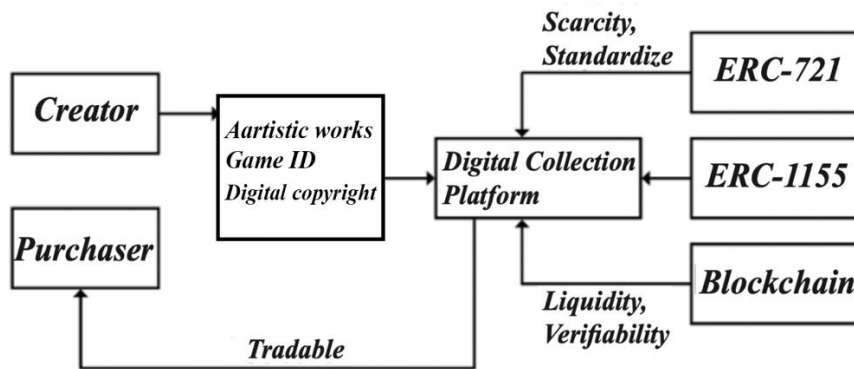 Creator
Purchaser
Aartistic works
Game ID
Digital copyright
Digital Collection
Platform
Scarcity,
Standardize
ERC-721
ERC-1155
Blockchain
Liquidity,
Verifiability
Tradable